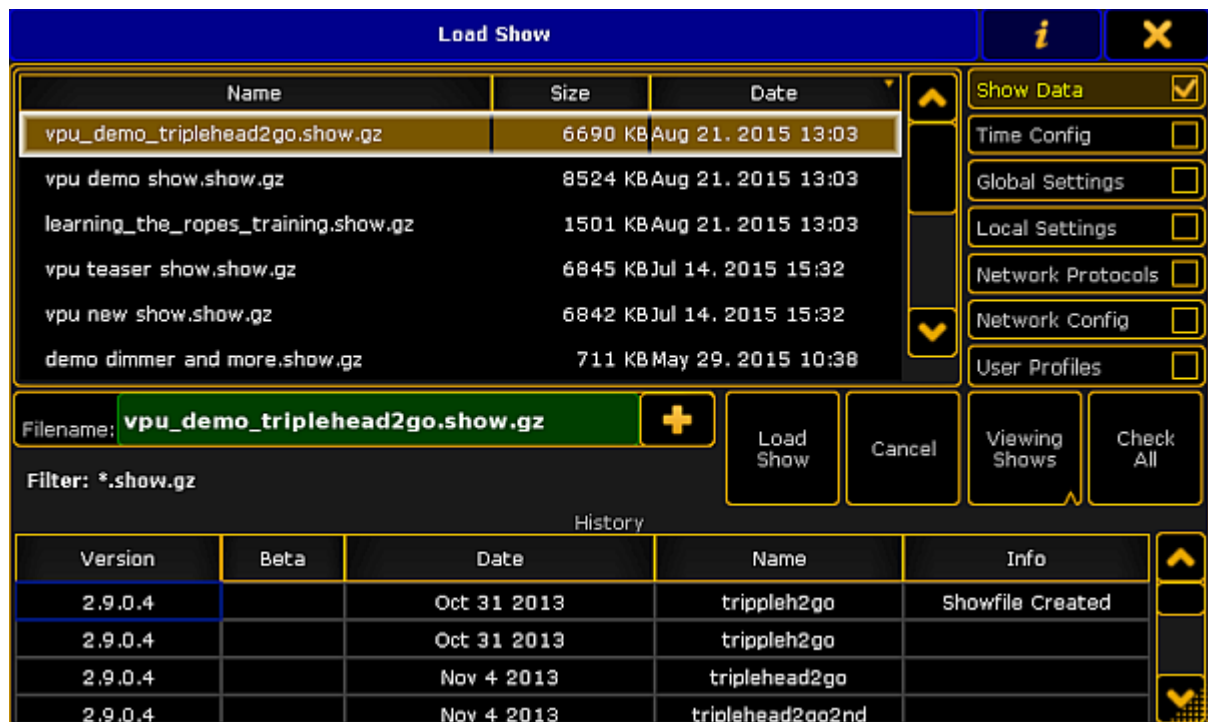 Load Show
i
Name Size Date
vpu_demo_triplehead2go.show.gz 6690 KB Aug 21. 2015 13:03
vpu demo show.show.gz 8524 KB Aug 21. 2015 13:03
learning_the_ropes_training.show.gz 1501 KB Aug 21. 2015 13:03
vpu teaser show.show.gz 6845 KB Jul 14. 2015 15:32
vpu new show.show.gz 6842 KB Jul 14. 2015 15:32
demo dimmer and more.show.gz 711 KB May 29. 2015 10:38
Show Data
Time Config
Global Settings
Local Settings
Network Protocols
Network Config
User Profiles
Filename: vpu_demo_triplehead2go.show.gz
Filter: *.show.gz
Load
Show
Cancel
Viewing
Shows
Check
All
History
Version Beta Date Name Info
2.9.0.4 Oct 31 2013 trippleh2go Showfile Created
2.9.0.4 Oct 31 2013 trippleh2go
2.9.0.4 Nov 4 2013 triplehead2go
2.9.0.4 Nov 4 2013 triplehead2go2nd